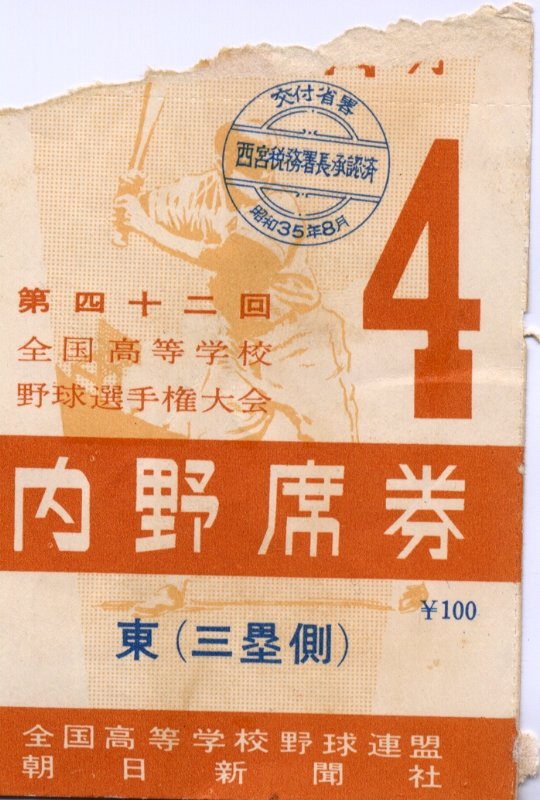 交付省署
西宮税務署長承認済
昭和35年8月
4
第四十二回
全国高等学校
野球選手権大会
内野席券
¥100
東(三塁側)
全国高等学校野球連盟
朝日新聞社